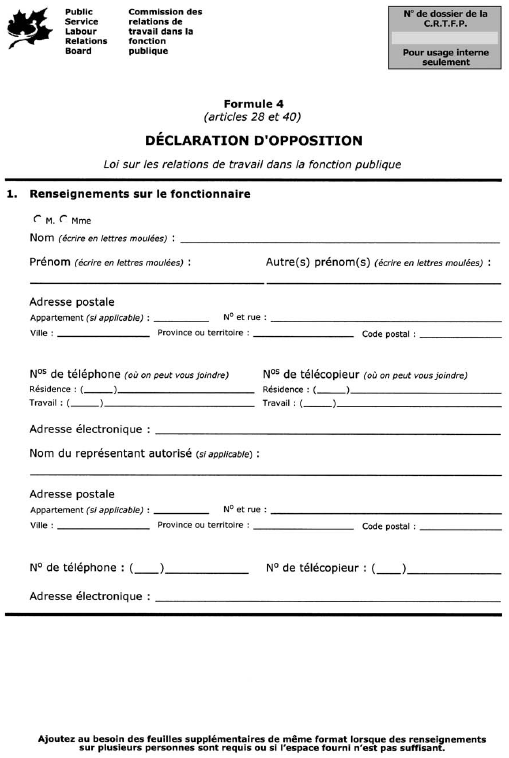 Public Service Labour Relations Board
Commission des relations de travail dans la fonction publique
N° de dossier de la C.R.T.F.P.
Pour usage interne seulement
Formule 4
(articles 28 et 40)
DÉCLARATION D'OPPOSITION
Loi sur les relations de travail dans la fonction publique
1. Renseignements sur le fonctionnaire
M. Mme
Nom (écrire en lettres moulées) :
Prénom (écrire en lettres moulées) : Autre(s) prénom(s) (écrire en lettres moulées) :
Adresse postale
Appartement (si applicable) : N° et rue :
Ville : Province ou territoire : Code postal :
Nos de téléphone (où on peut vous joindre) Nos de télécopieur (où on peut vous joindre)
Résidence : ( ) Résidence : ( )
Travail : ( ) Travail : ( )
Adresse électronique :
Nom du représentant autorisé (si applicable) :
Adresse postale
Appartement (si applicable) : N° et rue :
Ville : Province ou territoire : Code postal :
N° de téléphone : ( ) N° de télécopieur : ( )
Adresse électronique :
Ajoutez au besoin des feuilles supplémentaires de même format lorsque des renseignements
sur plusieurs personnes sont requis ou si l'espace fourni n'est pas suffisant.